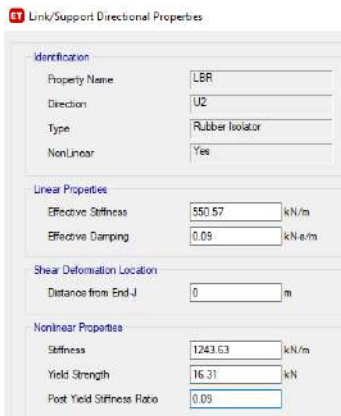 ET Link/Support Directional Properties
Identification
Property Name LBR
Direction U2
Type Rubber Isolator
NonLinear Yes
Linear Properties
Effective Stiffness 550.57 kN/m
Effective Damping 0.09 kN-s/m
Shear Deformation Location
Distance from End-J 0 m
Nonlinear Properties
Stiffness 1243.63 kN/m
Yield Strength 16.31 kN
Post Yield Stiffness Ratio 0.09